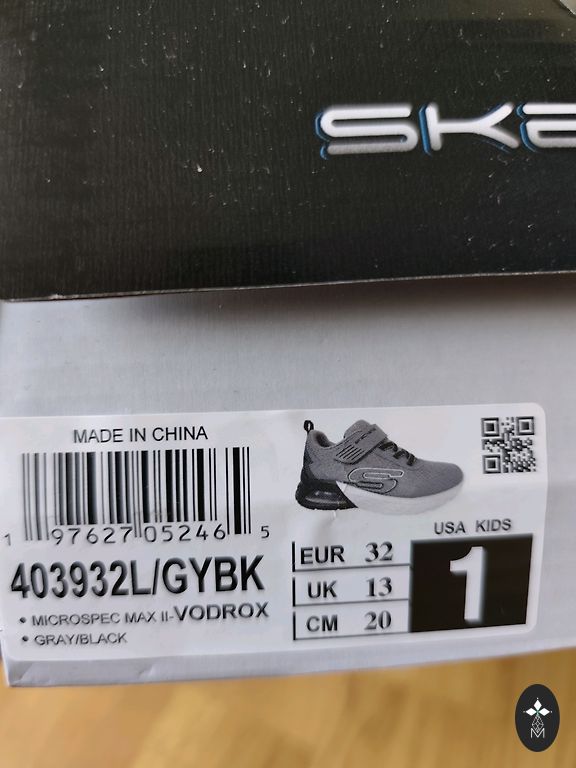 MADE IN CHINA
1 97627 05246 5
403932L/GYBK
• MICROSPEC MAX II-VODROX
• GRAY/BLACK
USA KIDS
EUR 32
UK 13
CM 20
1
M